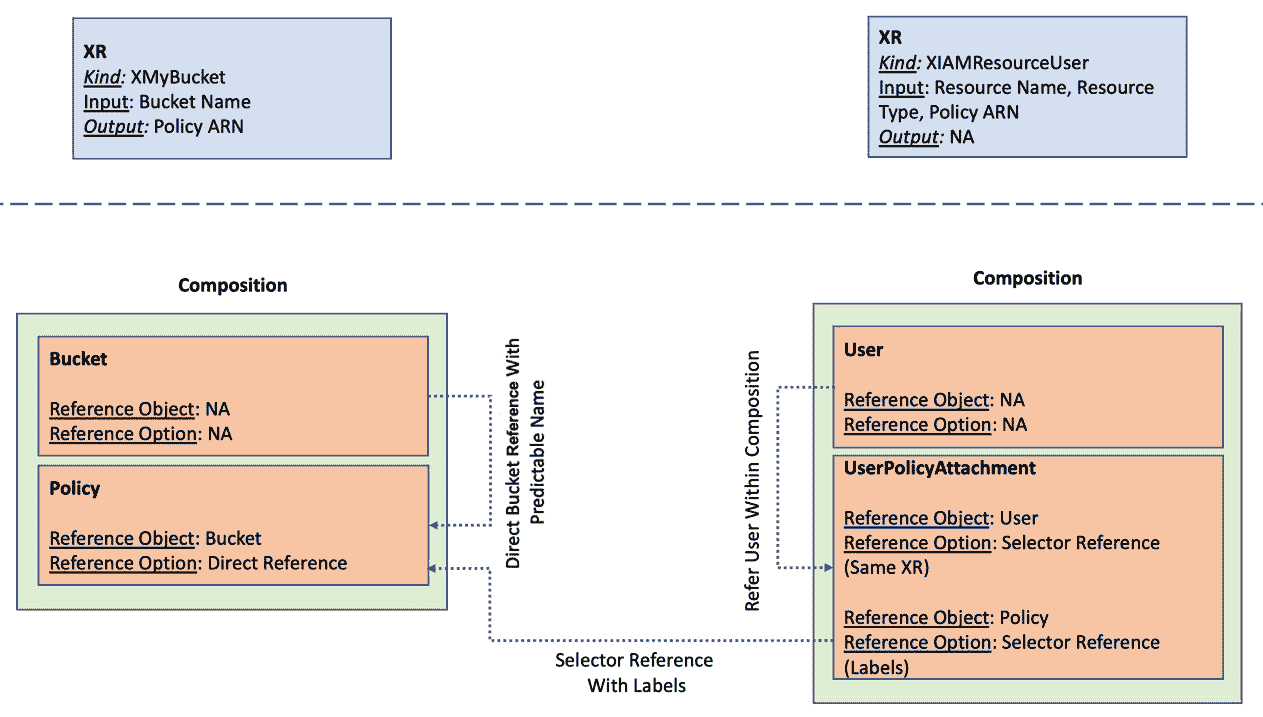 XR
Kind: XMyBucket
Input: Bucket Name
Output: Policy ARN
XR
Kind: XIAMResourceUser
Input: Resource Name, Resource
Type, Policy ARN
Output: NA
Composition
Bucket
Reference Object: NA
Reference Option: NA
Policy
Reference Object: Bucket
Reference Option: Direct Reference
Direct Bucket Reference With
Predictable Name
Selector Reference
With Labels
Refer User Within Composition
Composition
User
Reference Object: NA
Reference Option: NA
UserPolicyAttachment
Reference Object: User
Reference Option: Selector Reference
(Same XR)
Reference Object: Policy
Reference Option: Selector Reference
(Labels)